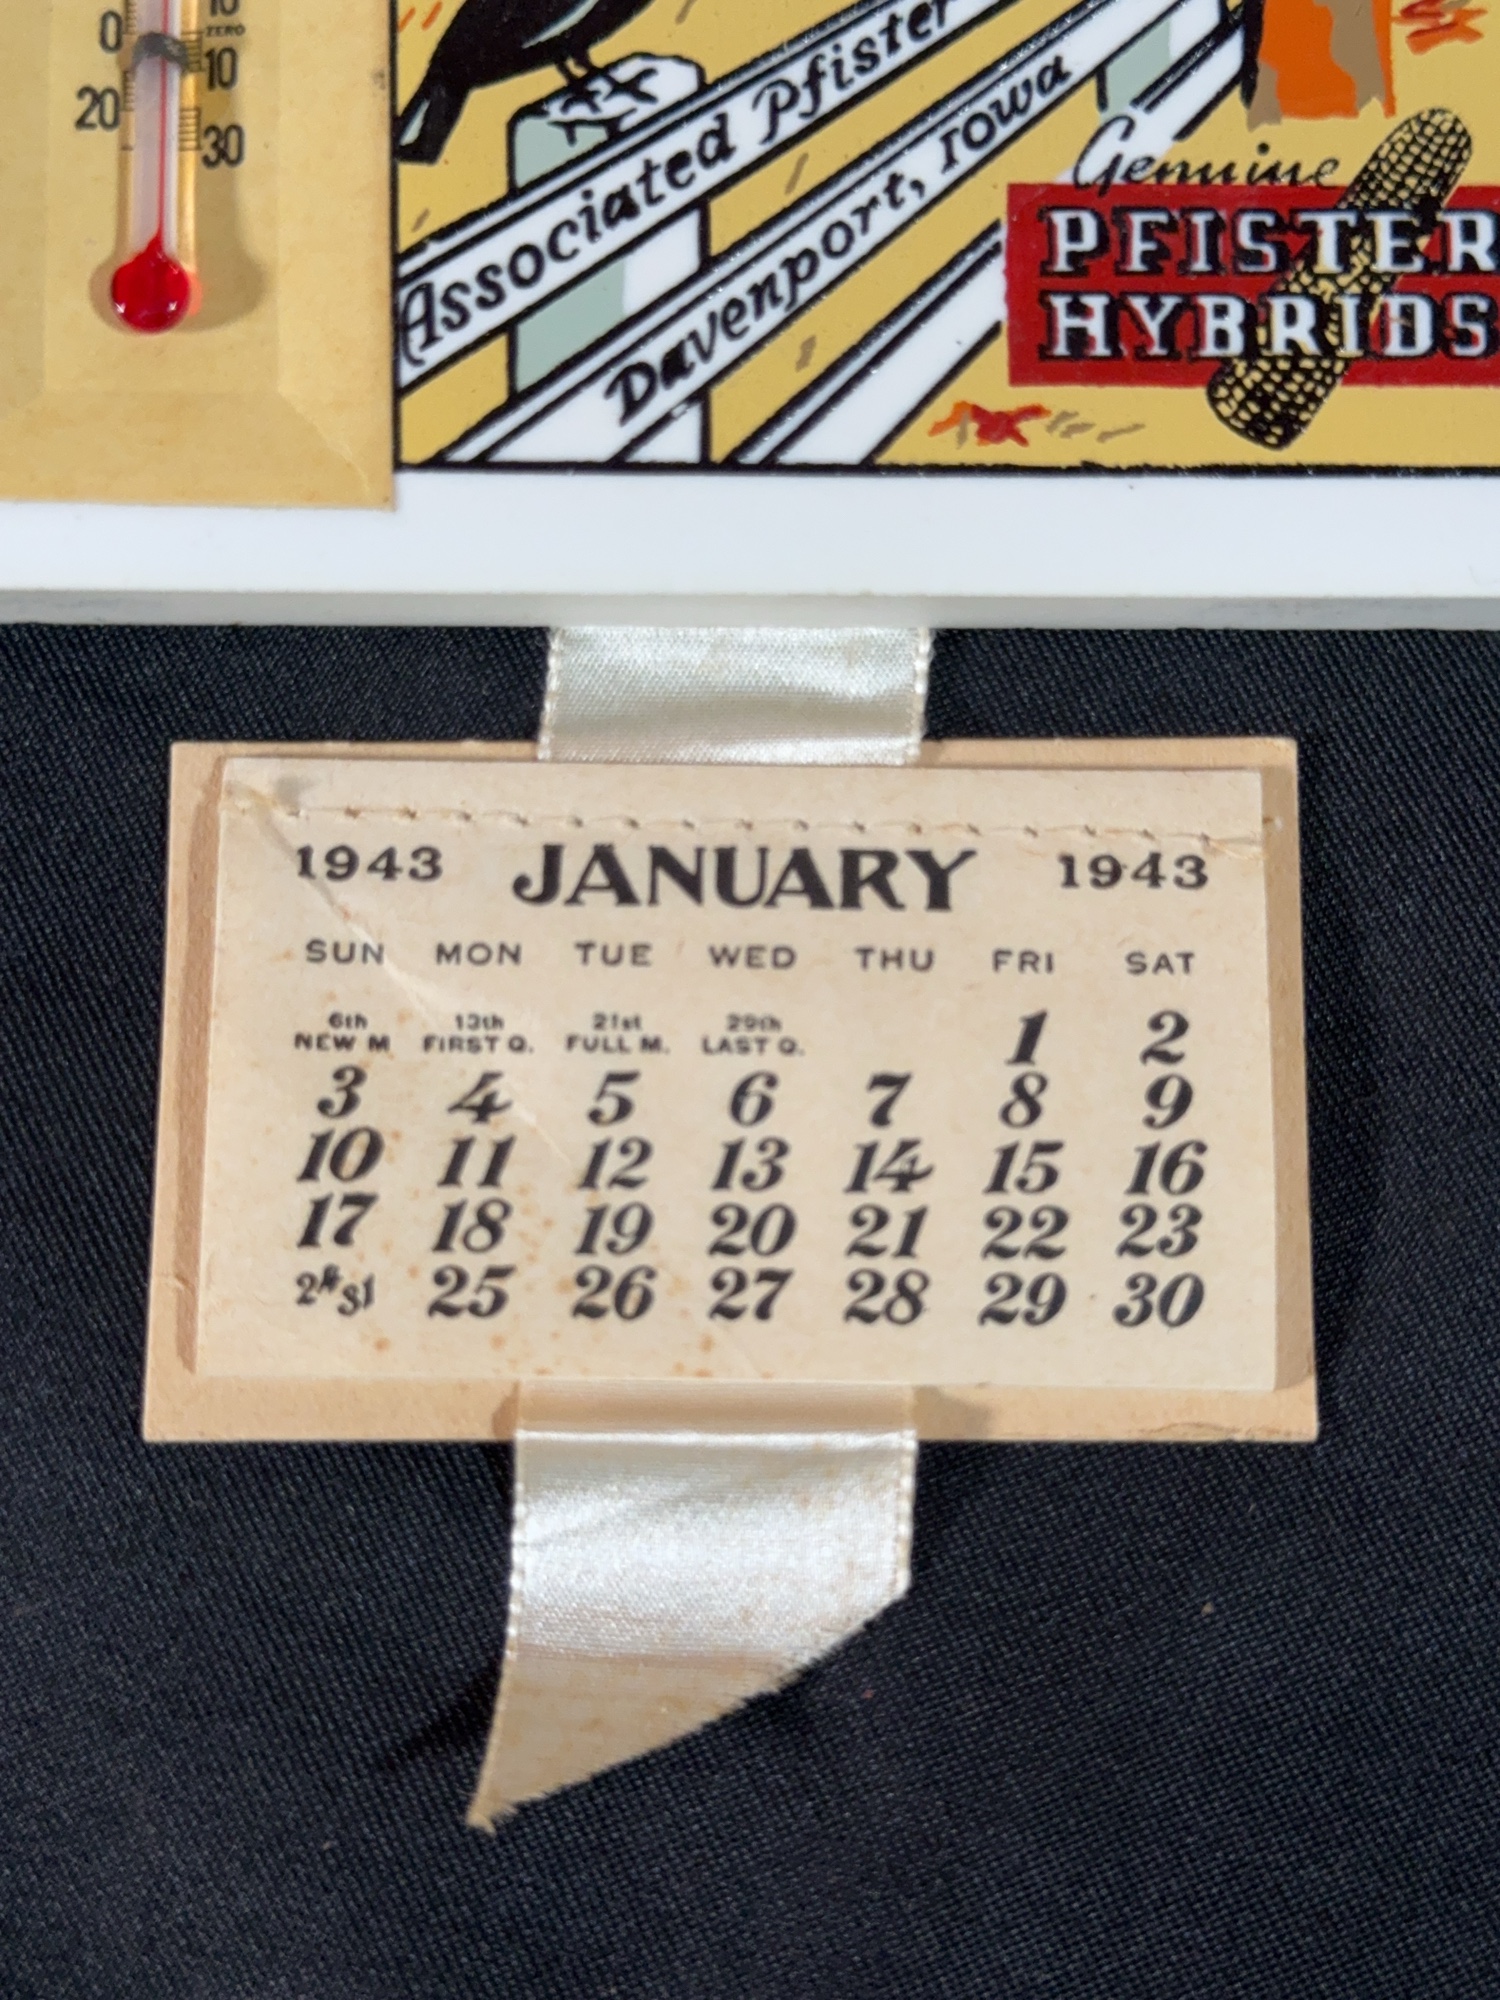 10
0 ZERO
10
20
30
Associated Pfister
Davenport, Iowa
Genuine
PFISTER
HYBRIDS
1943 JANUARY 1943
SUN MON TUE WED THU FRI SAT
6th 13th 21st 29th
NEW M FIRST Q. FULL M. LAST Q. 1 2
3 4 5 6 7 8 9
10 11 12 13 14 15 16
17 18 19 20 21 22 23
24 31 25 26 27 28 29 30